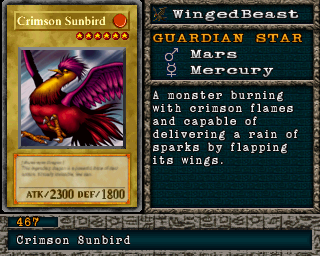 Crimson Sunbird
ATK/2300 DEF/1800
WingedBeast
GUARDIAN STAR
Mars
Mercury
A monster burning
with crimson flames
and capable of
delivering a rain of
sparks by flapping
its wings.
467
Crimson Sunbird